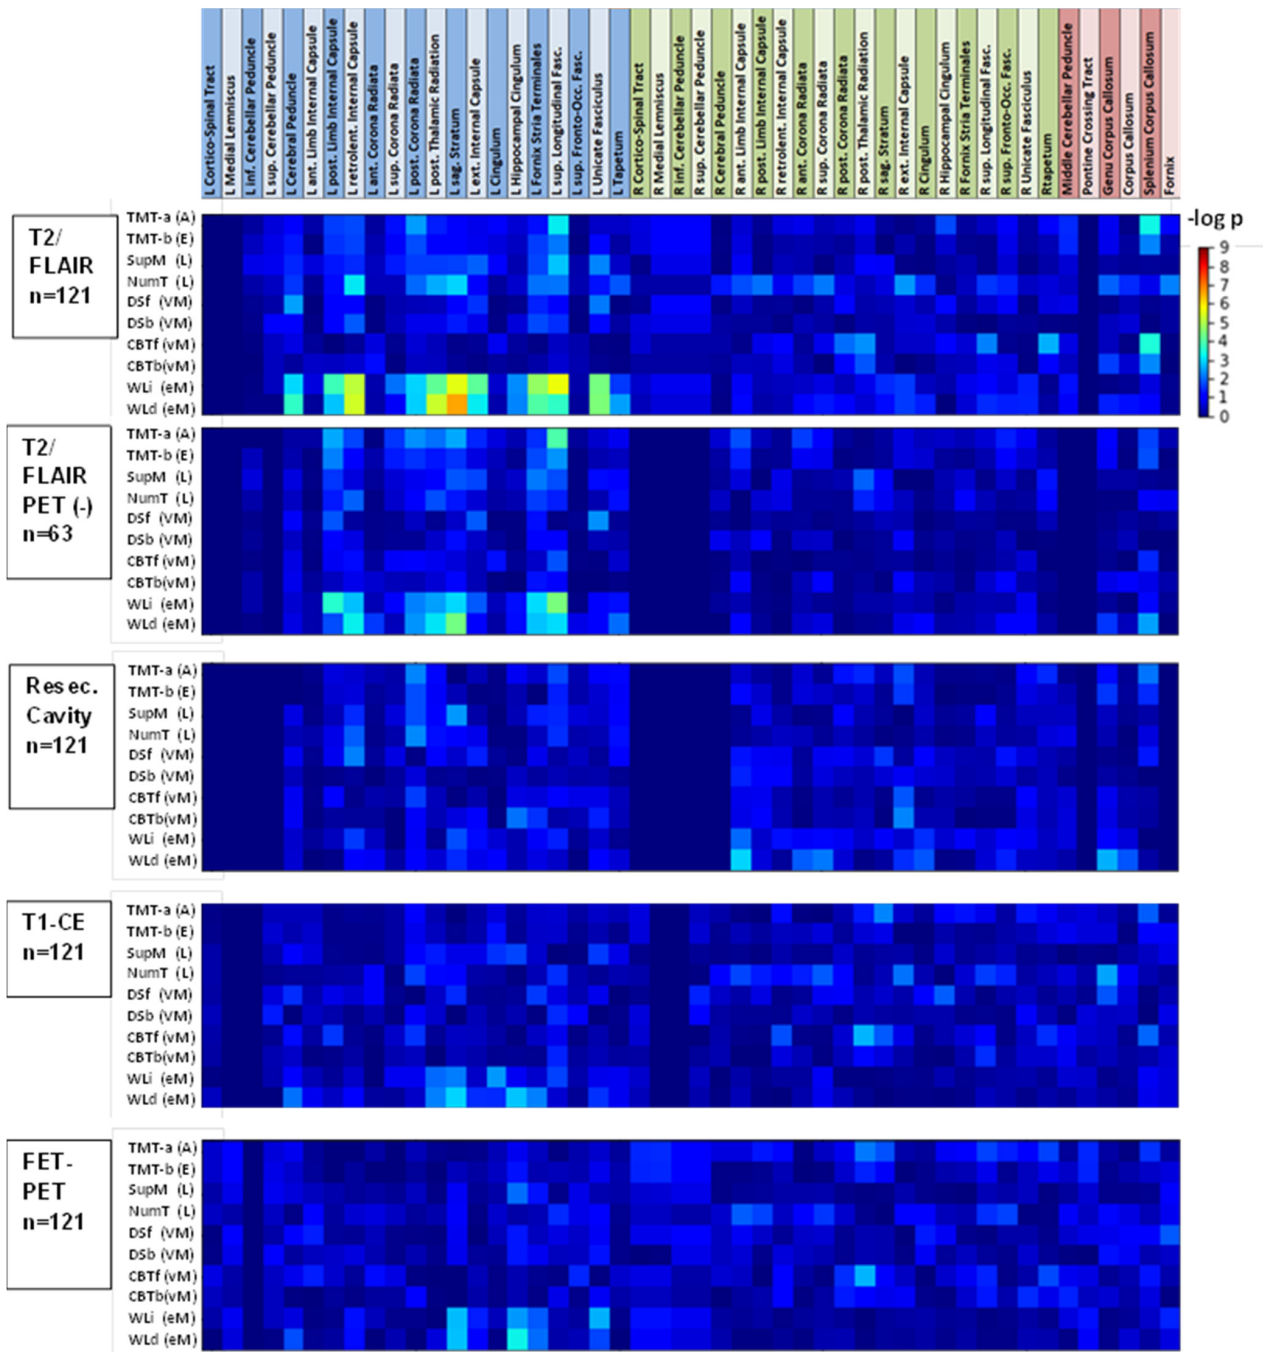 L Cortico-Spinal Tract
L Medial Lemniscus
L inf. Cerebellar Peduncle
L sup. Cerebellar Peduncle
L Cerebral Peduncle
L ant. Limb Internal Capsule
L post. Limb Internal Capsule
L retrolent. Internal Capsule
L ant. Corona Radiata
L sup. Corona Radiata
L post. Corona Radiata
L post. Thalamic Radiation
L sag. Stratum
L ext. Internal Capsule
L Cingulum
L Hippocampal Cingulum
L Fornix Stria Terminales
L sup. Longitudinal Fasc.
L sup. Fronto-Occ. Fasc.
L Unicate Fasciculus
L Tapetum
R Cortico-Spinal Tract
R Medial Lemniscus
R inf. Cerebellar Peduncle
R sup. Cerebellar Peduncle
R Cerebral Peduncle
R ant. Limb Internal Capsule
R post. Limb Internal Capsule
R retrolent. Internal Capsule
R ant. Corona Radiata
R sup. Corona Radiata
R post. Corona Radiata
R post. Thalamic Radiation
R sag. Stratum
R ext. Internal Capsule
R Cingulum
R Hippocampal Cingulum
R Fornix Stria Terminales
R sup. Longitudinal Fasc.
R sup. Fronto-Occ. Fasc.
R Unicate Fasciculus
Rtapetum
Middle Cerebellar Peduncle
Pontine Crossing Tract
Genu Corpus Callosum
Corpus Callosum
Splenium Corpus Callosum
Fornix
T2/
FLAIR
n=121
TMT-a (A)
TMT-b (E)
SupM (L)
NumT (L)
DSf (VM)
DSb (VM)
CBTf (vM)
CBTb(vM)
WLi (eM)
WLd (eM)
-log p
9
8
7
6
5
4
3
2
1
0
T2/
FLAIR
PET (-)
n=63
TMT-a (A)
TMT-b (E)
SupM (L)
NumT (L)
DSf (VM)
DSb (VM)
CBTf (vM)
CBTb(vM)
WLi (eM)
WLd (eM)
Resec.
Cavity
n=121
TMT-a (A)
TMT-b (E)
SupM (L)
NumT (L)
DSf (VM)
DSb (VM)
CBTf (vM)
CBTb(vM)
WLi (eM)
WLd (eM)
T1-CE
n=121
TMT-a (A)
TMT-b (E)
SupM (L)
NumT (L)
DSf (VM)
DSb (VM)
CBTf (vM)
CBTb(vM)
WLi (eM)
WLd (eM)
FET-
PET
n=121
TMT-a (A)
TMT-b (E)
SupM (L)
NumT (L)
DSf (VM)
DSb (VM)
CBTf (vM)
CBTb(vM)
WLi (eM)
WLd (eM)